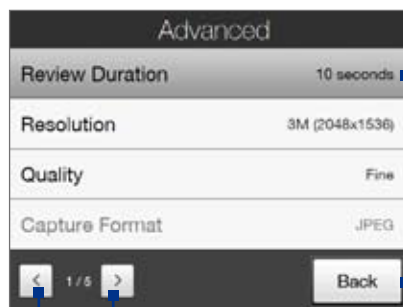 Advanced
Review Duration 10 seconds
Resolution 3M (2048x1536)
Quality Fine
Capture Format JPEG
< 1/5 > Back